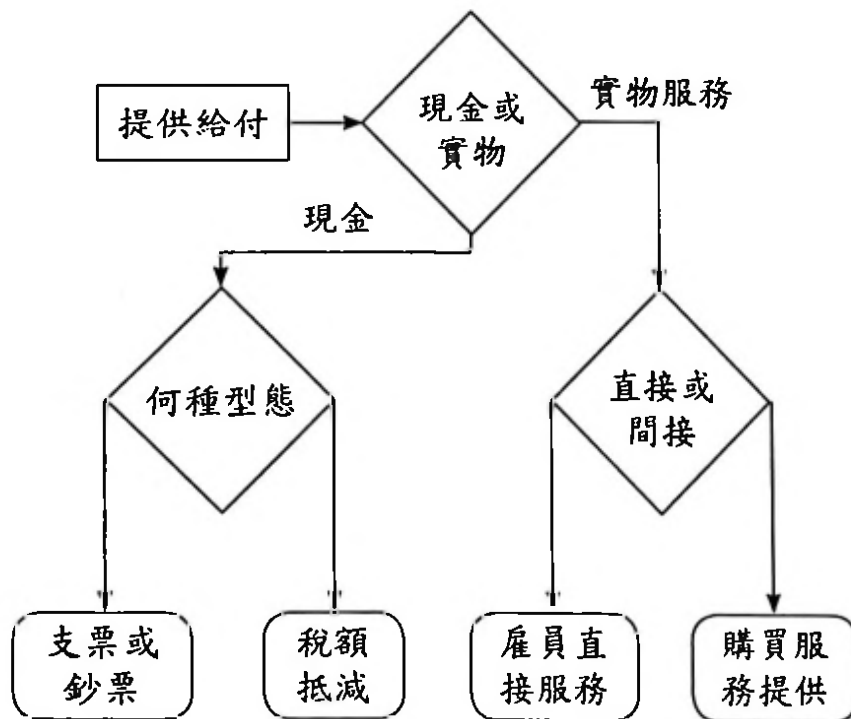 實物服務
提供給付
現金或
實物
現金
何種型態
直接或
間接
支票或
鈔票
稅額
抵減
雇員直
接服務
購買服
務提供